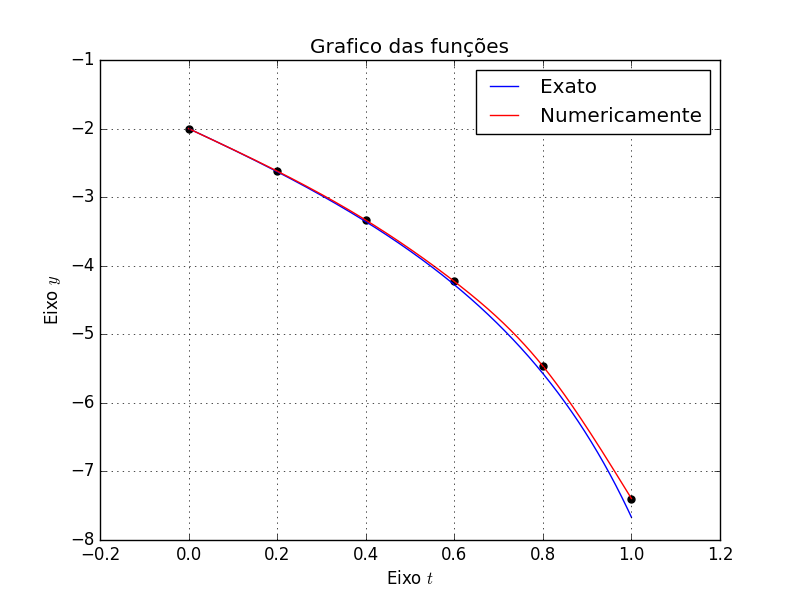 Grafico das funções
Exato
Numericamente
−1
−2
−3
−4
−5
−6
−7
−8
Eixo y
−0.2 0.0 0.2 0.4 0.6 0.8 1.0 1.2
Eixo t